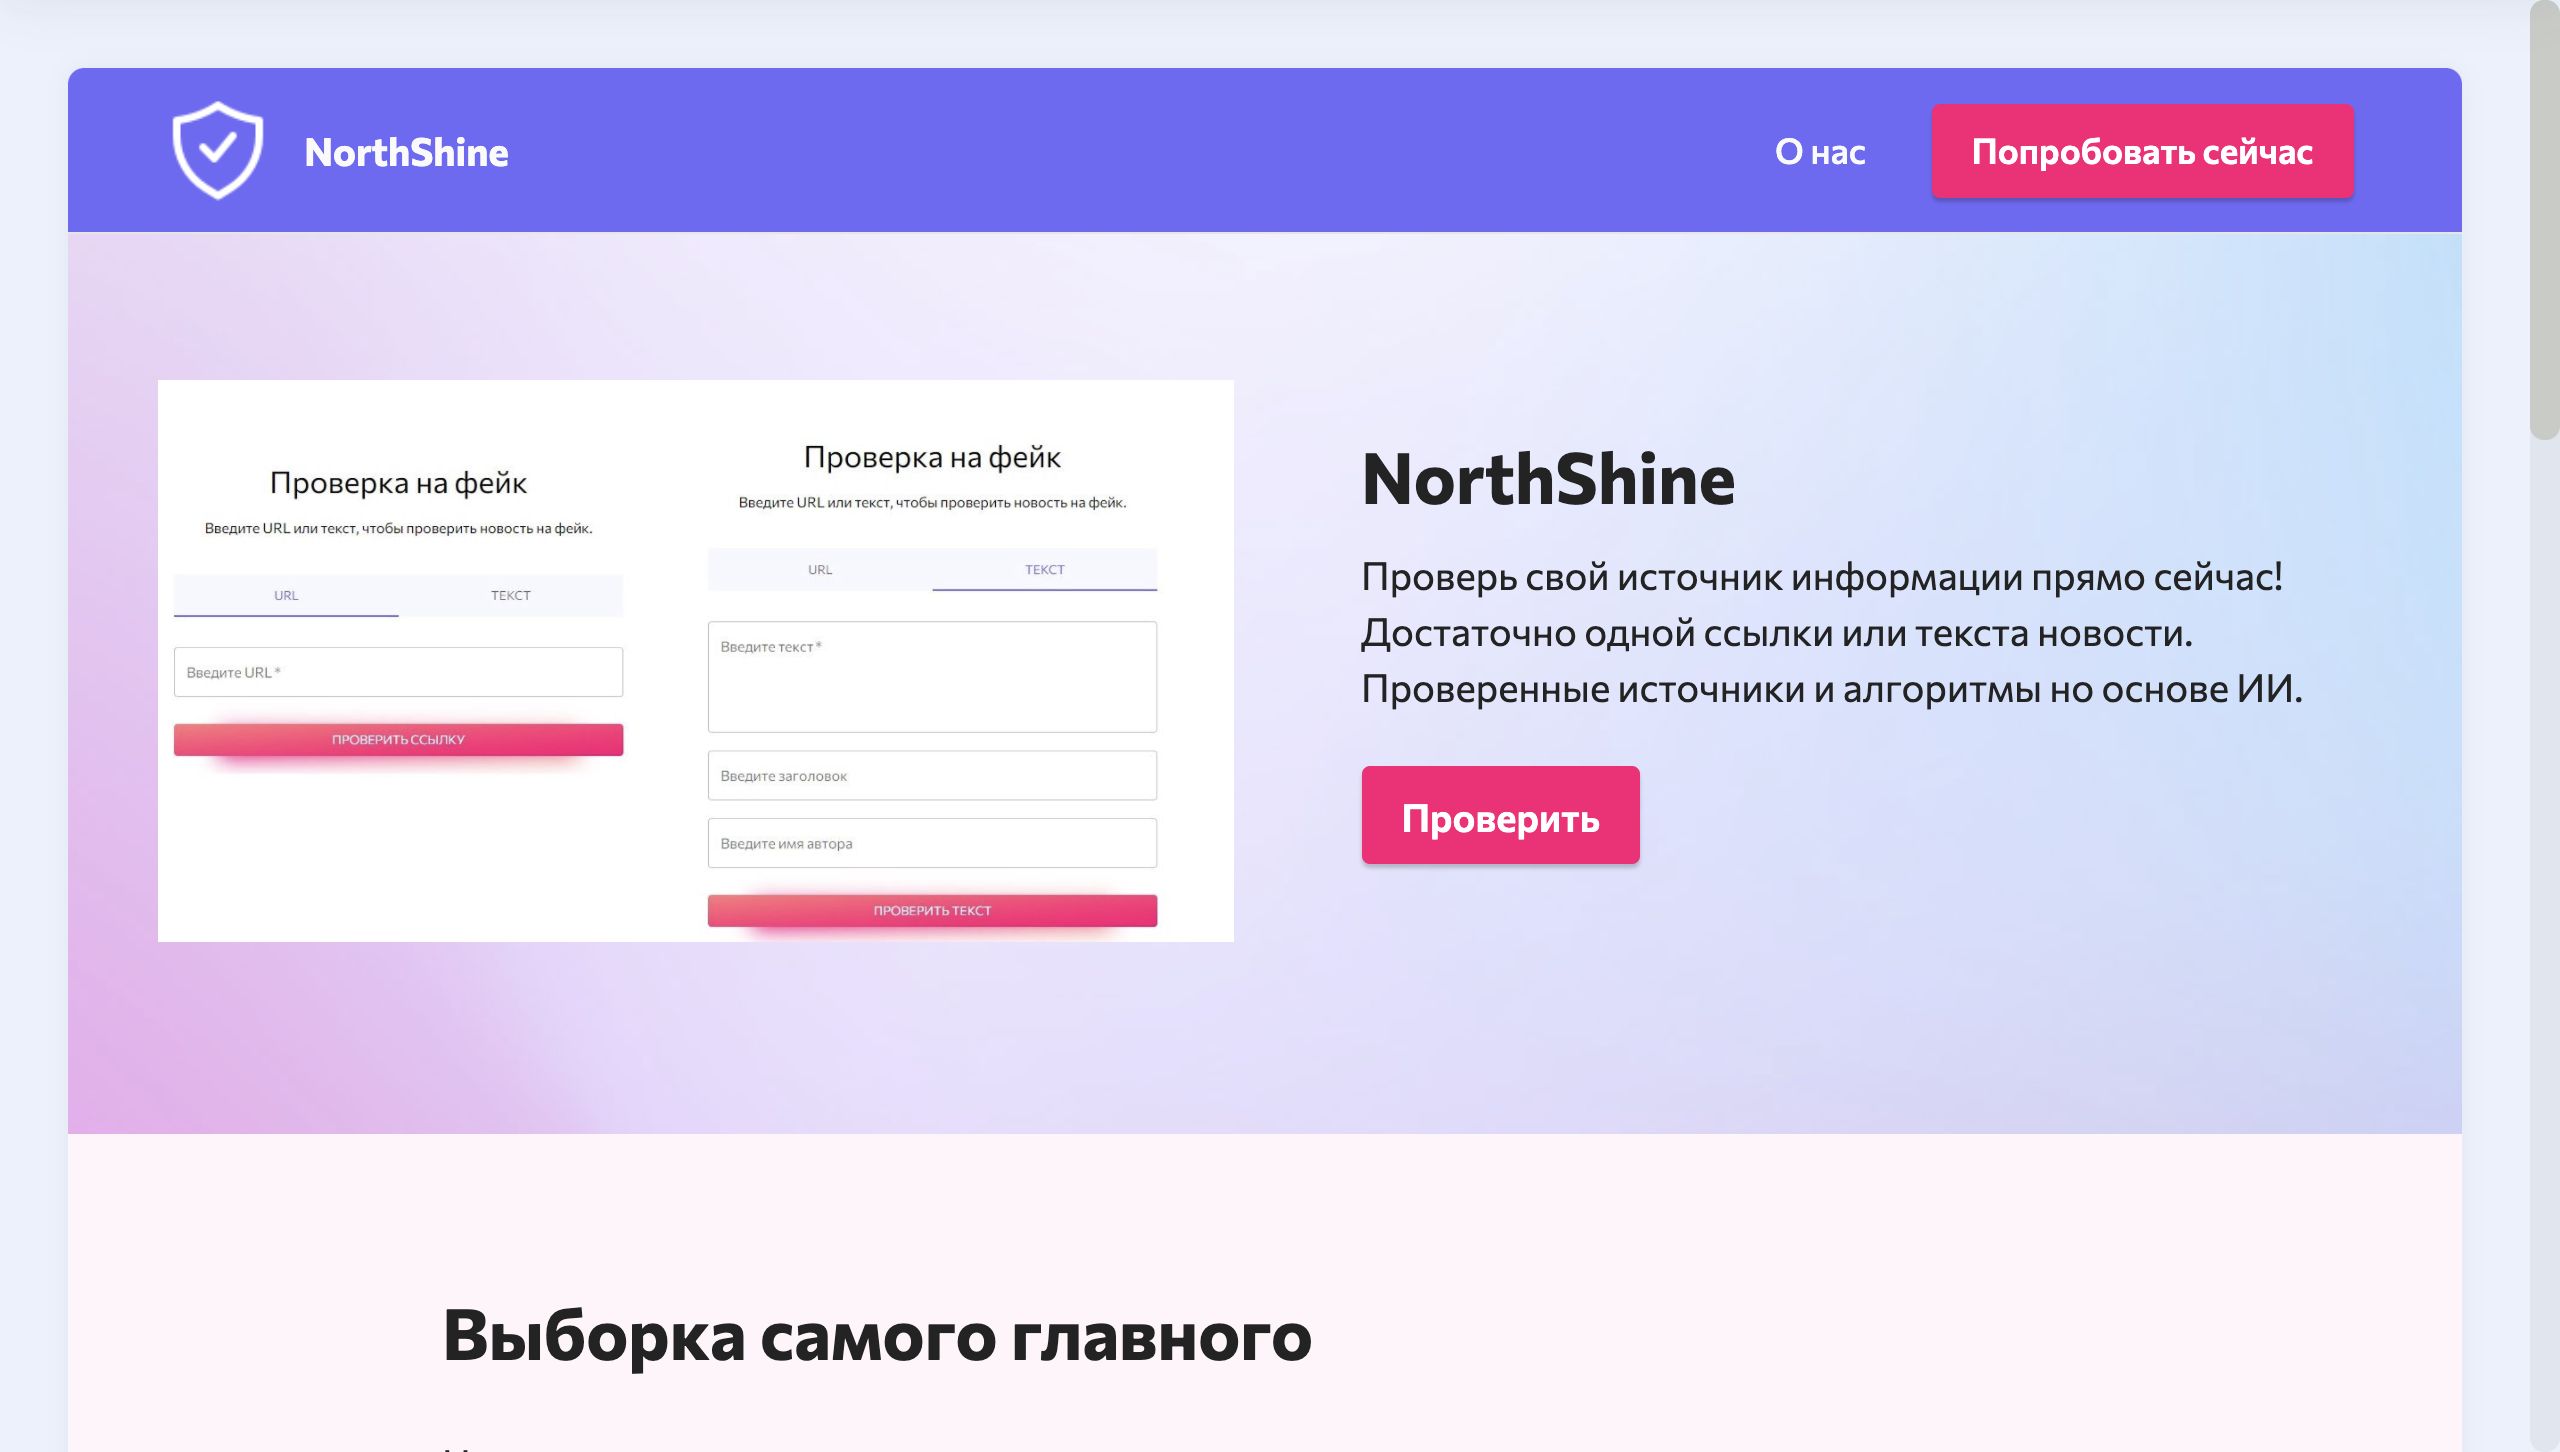 NorthShine
О нас
Попробовать сейчас
Проверка на фейк
Введите URL или текст, чтобы проверить новость на фейк.
URL
ТЕКСТ
Введите URL *
ПРОВЕРИТЬ ССЫЛКУ
Проверка на фейк
Введите URL или текст, чтобы проверить новость на фейк.
URL
ТЕКСТ
Введите текст *
Введите заголовок
Введите имя автора
ПРОВЕРИТЬ ТЕКСТ
NorthShine
Проверь свой источник информации прямо сейчас!
Достаточно одной ссылки или текста новости.
Проверенные источники и алгоритмы но основе ИИ.
Проверить
Выборка самого главного